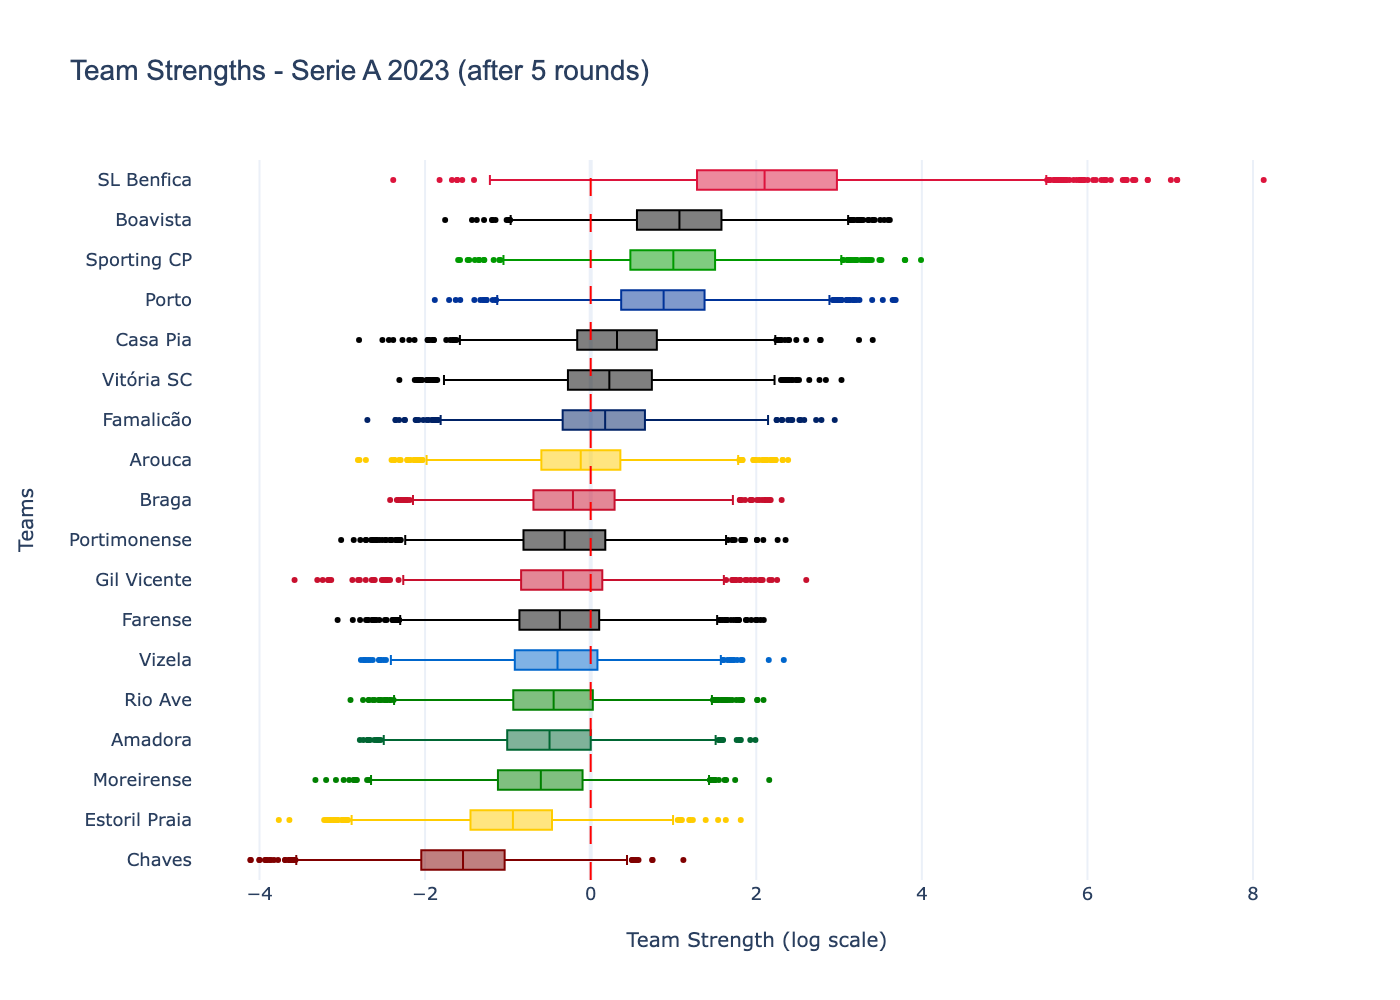 Team Strengths - Serie A 2023 (after 5 rounds)
Teams
SL Benfica
Boavista
Sporting CP
Porto
Casa Pia
Vitória SC
Famalicão
Arouca
Braga
Portimonense
Gil Vicente
Farense
Vizela
Rio Ave
Amadora
Moreirense
Estoril Praia
Chaves
−4 −2 0 2 4 6 8
Team Strength (log scale)